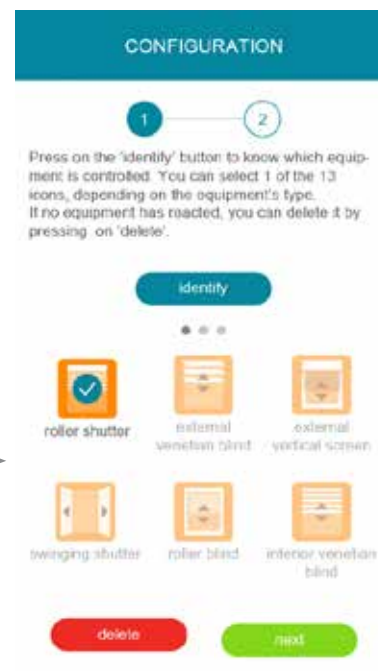 CONFIGURATION
1 2
Press on the 'identify' button to know which equip-
ment is controlled. You can select 1 of the 13
icons, depending on the equipment's type.
If no equipment has reacted, you can delete it by
pressing on 'delete'.
identify
roller shutter
external
venetian blind
external
vertical screen
swinging shutter
roller blind
interior venetian
blind
delete
next